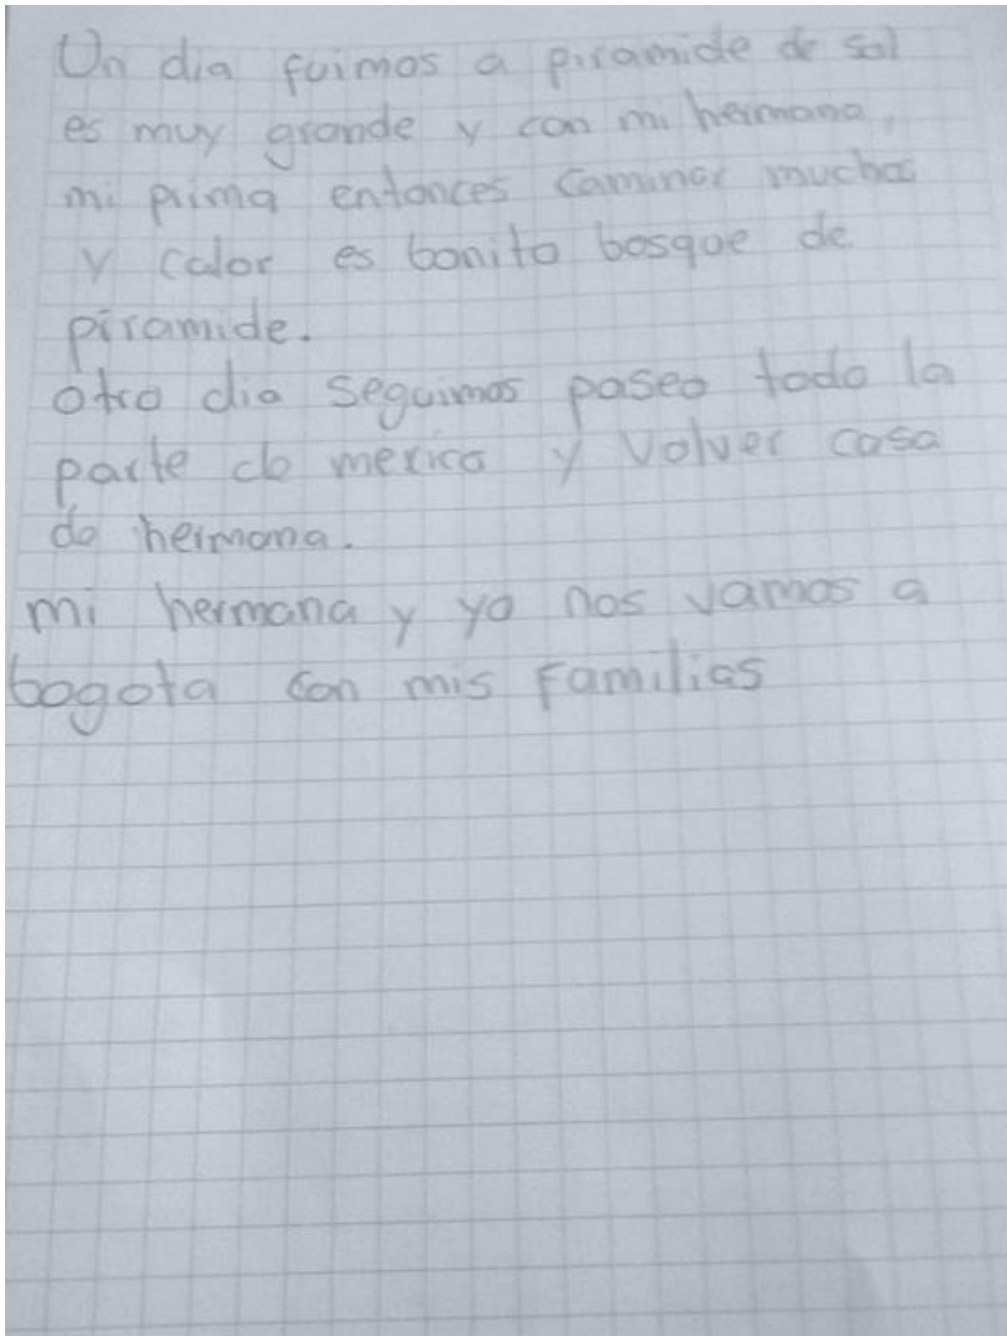 Un dia fuimos a piramide de sol
es muy grande y con mi hermana,
mi prima entonces caminar muchos
y calor es bonito bosque de
piramide.
otro dia seguimos paseo todo la
parte de mexico y volver casa
de hermana.
mi hermana y yo nos vamos a
bogota con mis familias